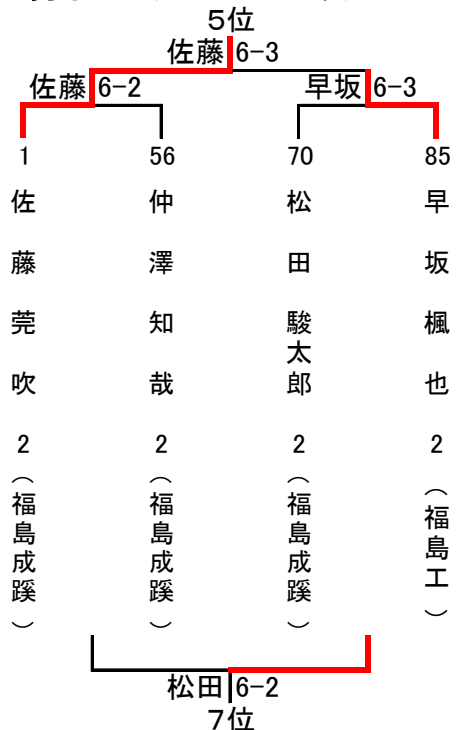 5位
佐藤 6-3
佐藤 6-2
早坂 6-3
1
佐藤莞吹
2
（福島成蹊）
56
仲澤知哉
2
（福島成蹊）
70
松田駿太郎
2
（福島成蹊）
85
早坂楓也
2
（福島工）
松田 6-2
7位